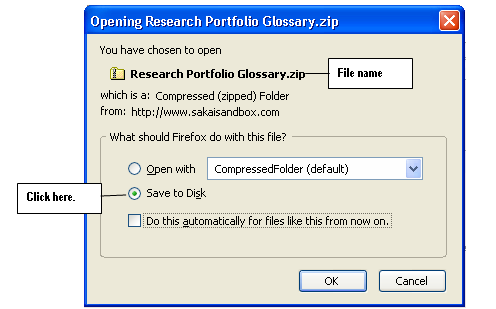 Opening Research Portfolio Glossary.zip
You have chosen to open
Research Portfolio Glossary.zip
File name
which is a: Compressed (zipped) Folder
from: http://www.sakaisandbox.com
What should Firefox do with this file?
Open with CompressedFolder (default)
Click here.
Save to Disk
Do this automatically for files like this from now on.
OK Cancel